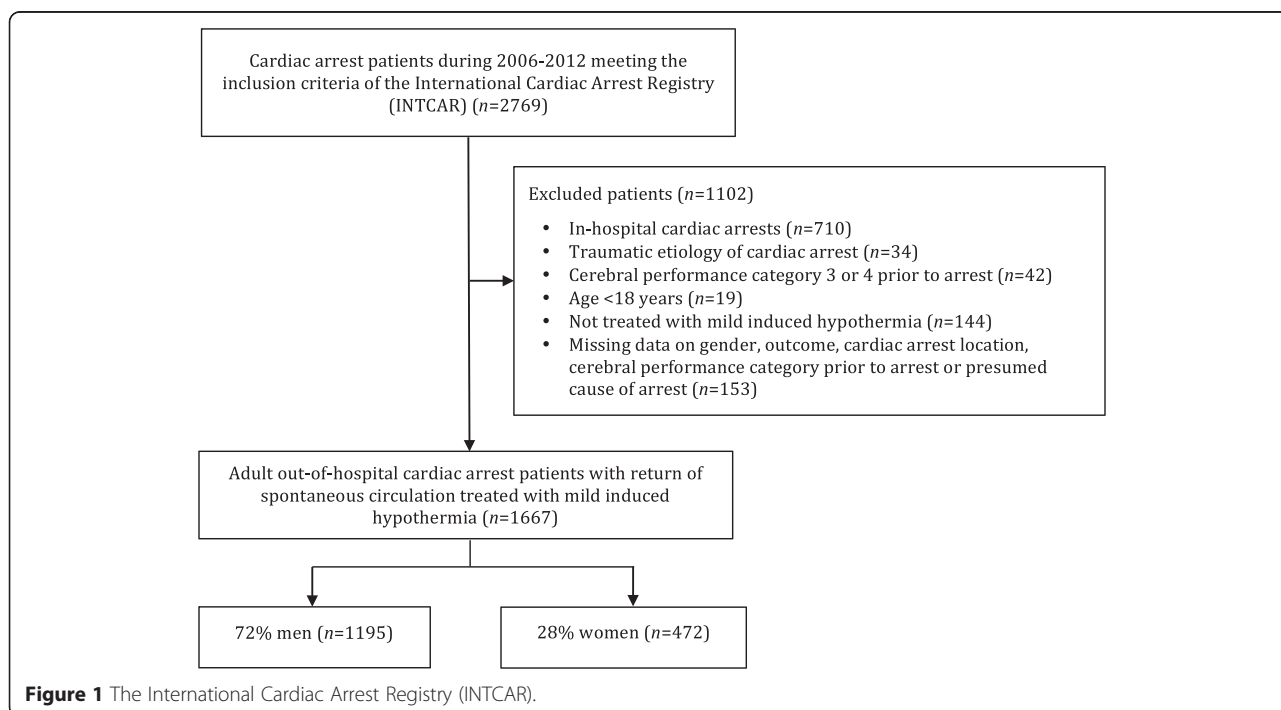 Cardiac arrest patients during 2006-2012 meeting the
inclusion criteria of the International Cardiac Arrest Registry
(INTCAR) (n=2769)
Excluded patients (n=1102)
• In-hospital cardiac arrests (n=710)
• Traumatic etiology of cardiac arrest (n=34)
• Cerebral performance category 3 or 4 prior to arrest (n=42)
• Age <18 years (n=19)
• Not treated with mild induced hypothermia (n=144)
• Missing data on gender, outcome, cardiac arrest location,
cerebral performance category prior to arrest or presumed
cause of arrest (n=153)
Adult out-of-hospital cardiac arrest patients with return of
spontaneous circulation treated with mild induced
hypothermia (n=1667)
72% men (n=1195)
28% women (n=472)
Figure 1 The International Cardiac Arrest Registry (INTCAR).